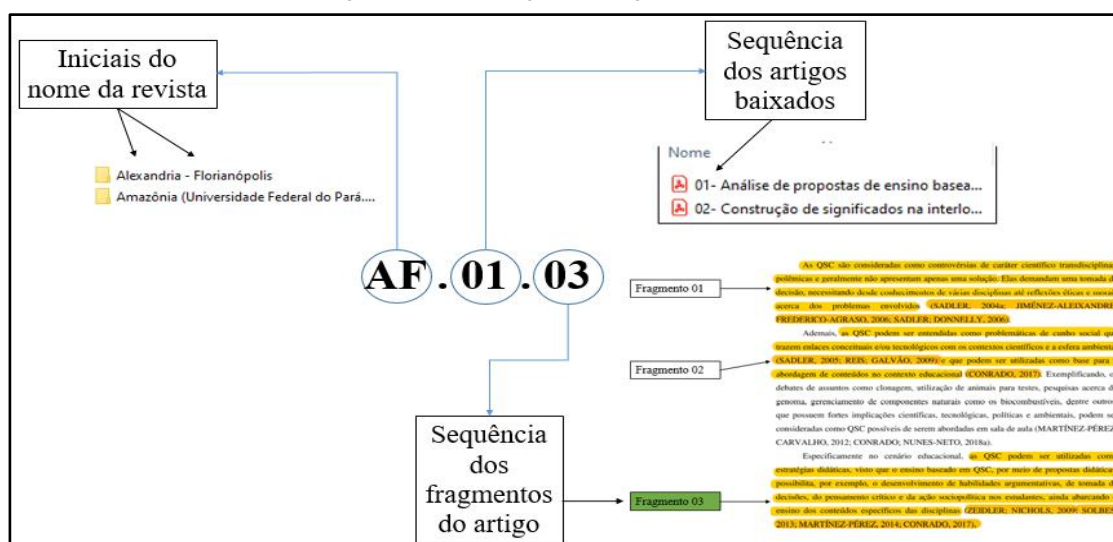 Iniciais do
nome da revista
Alexandria - Florianópolis
Amazônia (Universidade Federal do Pará....
Sequência
dos artigos
baixados
Nome
01- Análise de propostas de ensino basea...
02- Construção de significados na interlo...
AF.01.03
Sequência
dos
fragmentos
do artigo
Fragmento 01
Fragmento 02
Fragmento 03
As QSC são consideradas como controvérsias de caráter científico transdisciplina
polêmicas e geralmente não apresentam apenas uma solução. Elas demandam uma tomada d
decisão, necessitando desde conhecimentos de várias disciplinas até reflexões éticas e morai
acerca dos problemas envolvidos (SADLER, 2004a; JIMÉNEZ-ALEIXANDRE
FREDERICO-AGRASO, 2006; SADLER; DONNELLY, 2006).
Ademais, as QSC podem ser entendidas como problemáticas de cunho social qu
trazem enlaces conceituais e/ou tecnológicos com os contextos científicos e a esfera ambienta
(SADLER, 2005; REIS; GALVÃO, 2009) e que podem ser utilizadas como base para
abordagem de conteúdos no contexto educacional (CONRADO, 2017). Exemplificando, o
debates de assuntos como clonagem, utilização de animais para testes, pesquisas acerca d
genoma, gerenciamento de componentes naturais como os biocombustíveis, dentre outro
que possuem fortes implicações científicas, tecnológicas, políticas e ambientais, podem se
consideradas como QSC possíveis de serem abordadas em sala de aula (MARTÍNEZ-PÉREZ
CARVALHO, 2012; CONRADO; NUNES-NETO, 2018a).
Especificamente no cenário educacional, as QSC podem ser utilizadas com
estratégias didáticas, visto que o ensino baseado em QSC, por meio de propostas didática
possibilita, por exemplo, o desenvolvimento de habilidades argumentativas, de tomada d
decisões, do pensamento crítico e da ação sociopolítica nos estudantes, ainda abarcando
ensino dos conteúdos específicos das disciplinas (ZEIDLER; NICHOLS, 2009; SOLBES
2013; MARTÍNEZ-PÉREZ, 2014; CONRADO, 2017).